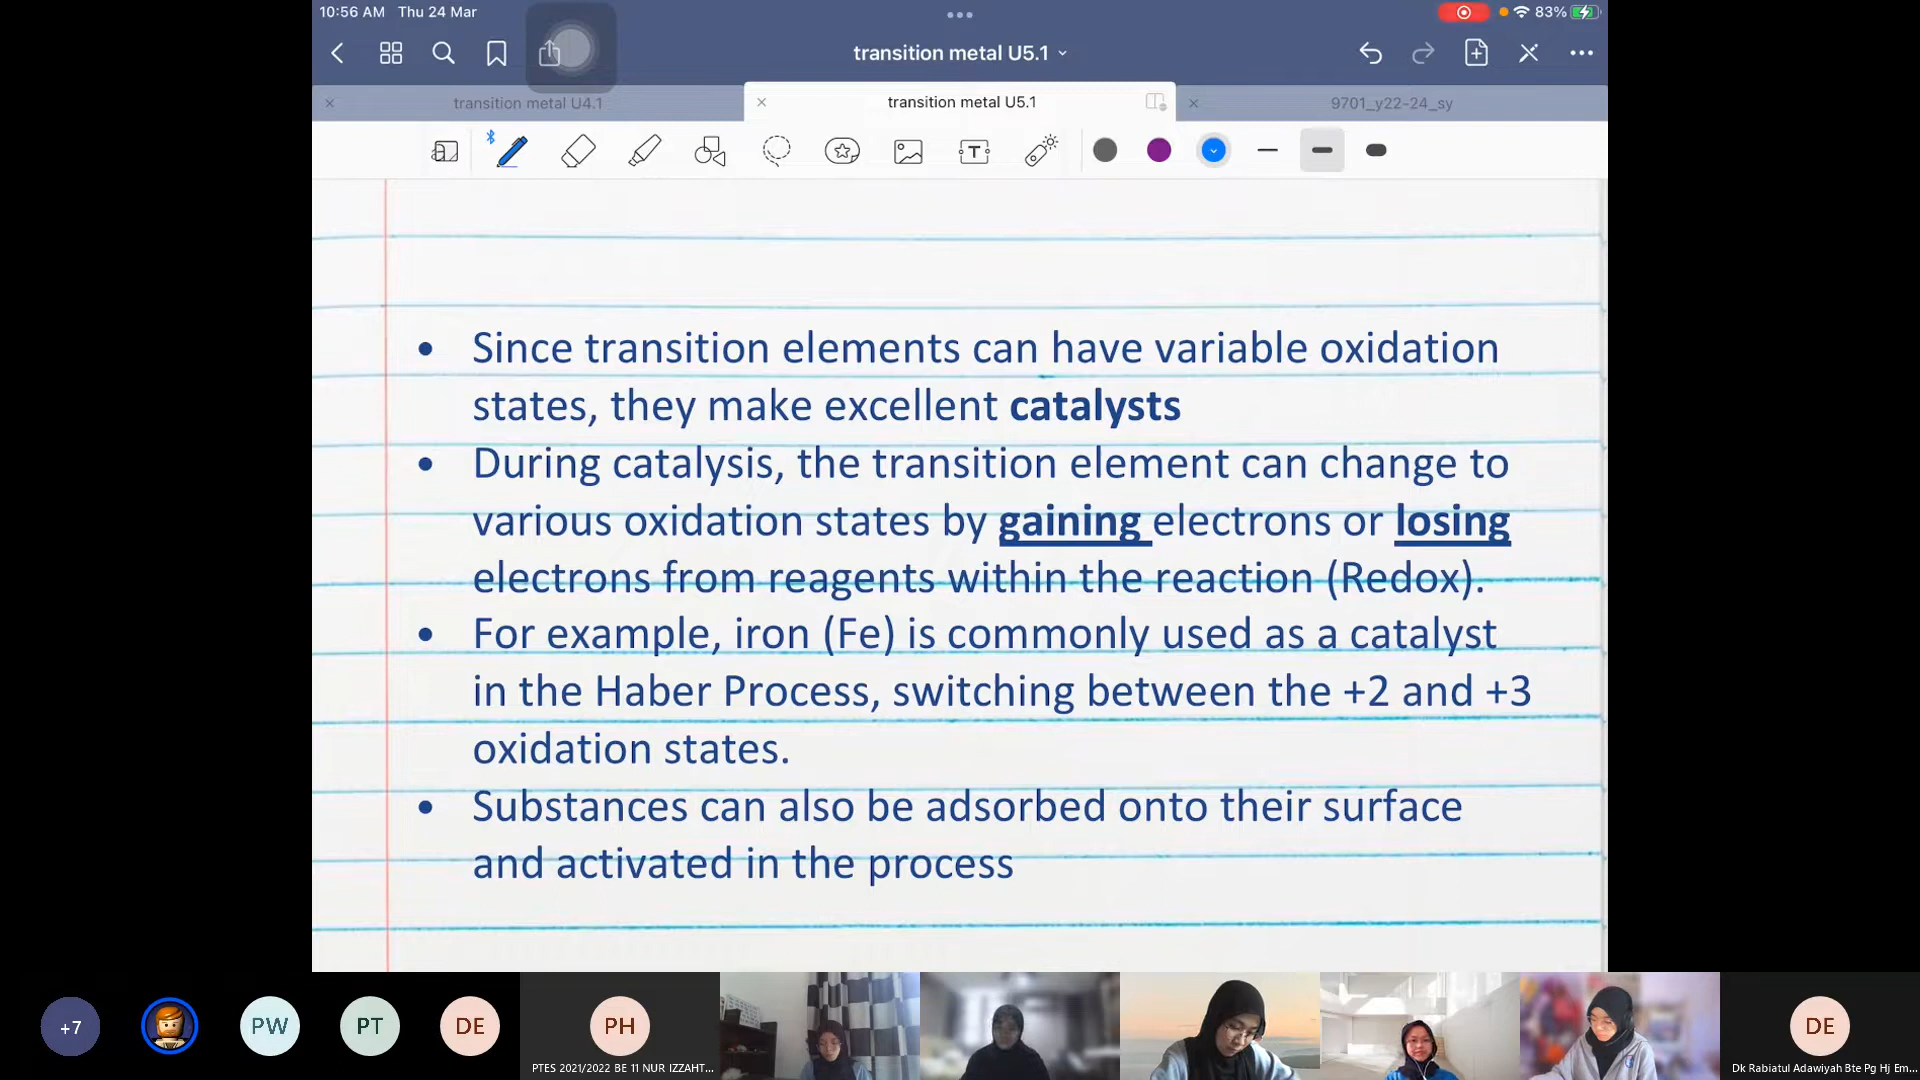 10:56 AM Thu 24 Mar
83%
transition metal U5.1
transition metal U4.1
transition metal U5.1
9701_y22-24_sy
• Since transition elements can have variable oxidation
states, they make excellent catalysts
• During catalysis, the transition element can change to
various oxidation states by gaining electrons or losing
electrons from reagents within the reaction (Redox).
• For example, iron (Fe) is commonly used as a catalyst
in the Haber Process, switching between the +2 and +3
oxidation states.
• Substances can also be adsorbed onto their surface
and activated in the process
+7
PW
PT
DE
PH
DE
PTES 2021/2022 BE 11 NUR IZZAHT...
Dk Rabiatul Adawiyah Bte Pg Hj Em...